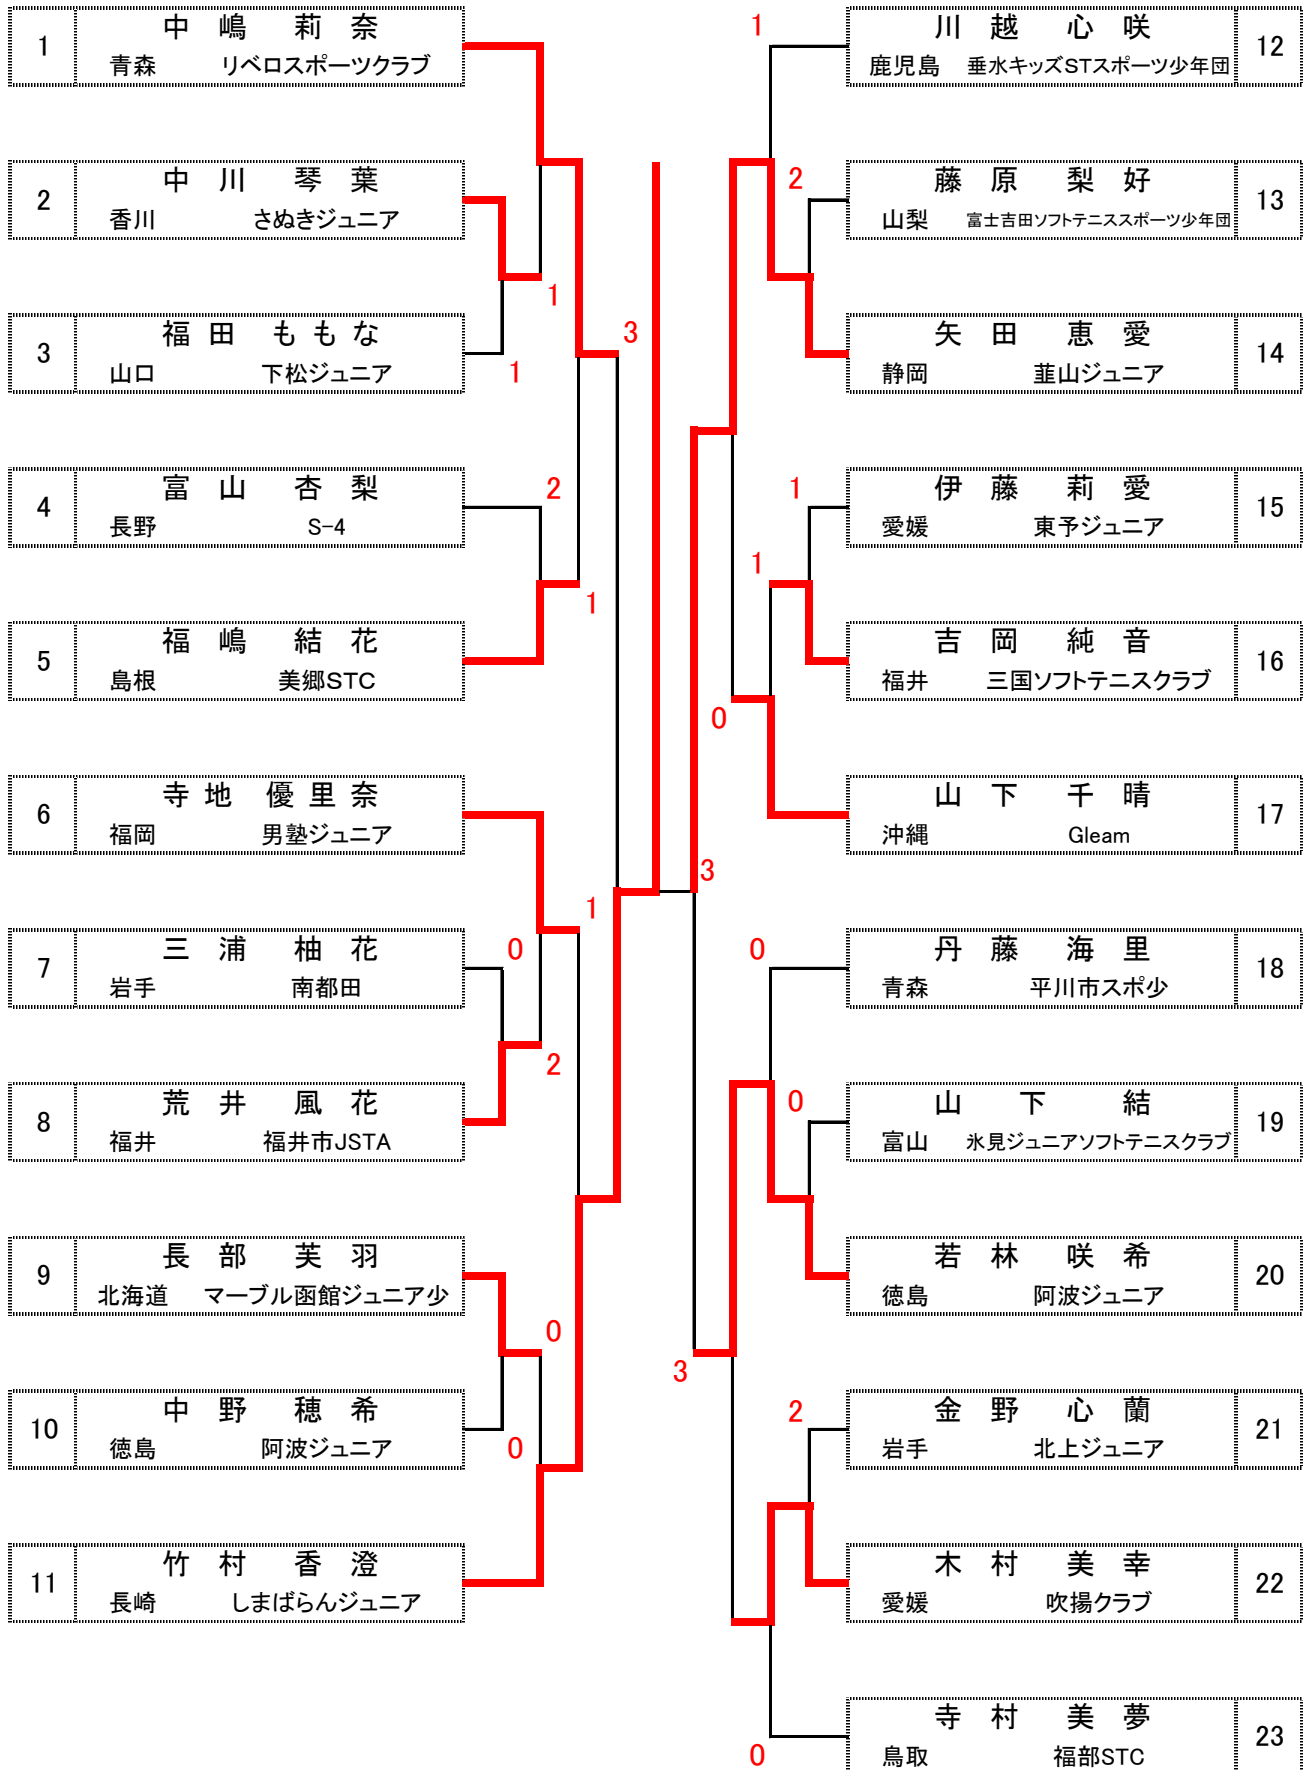 1
中嶋 莉奈
青森 リベロスポーツクラブ
2
中川 琴葉
香川 さぬきジュニア
3
福田 ももな
山口 下松ジュニア
4
富山 杏梨
長野 S-4
5
福嶋 結花
島根 美郷STC
6
寺地 優里奈
福岡 男塾ジュニア
7
三浦 柚花
岩手 南都田
8
荒井 風花
福井 福井市JSTA
9
長部 芙羽
北海道 マーブル函館ジュニア少
10
中野 穂希
徳島 阿波ジュニア
11
竹村 香澄
長崎 しまばらんジュニア
1
1
3
2
1
1
0
2
0
0
1
2
1
1
0
3
0
0
3
2
0
川越 心咲
鹿児島 垂水キッズSTスポーツ少年団
12
藤原 梨好
山梨 富士吉田ソフトテニススポーツ少年団
13
矢田 恵愛
静岡 韮山ジュニア
14
伊藤 莉愛
愛媛 東予ジュニア
15
吉岡 純音
福井 三国ソフトテニスクラブ
16
山下 千晴
沖縄 Gleam
17
丹藤 海里
青森 平川市スポ少
18
山下 結
富山 氷見ジュニアソフトテニスクラブ
19
若林 咲希
徳島 阿波ジュニア
20
金野 心蘭
岩手 北上ジュニア
21
木村 美幸
愛媛 吹揚クラブ
22
寺村 美夢
鳥取 福部STC
23